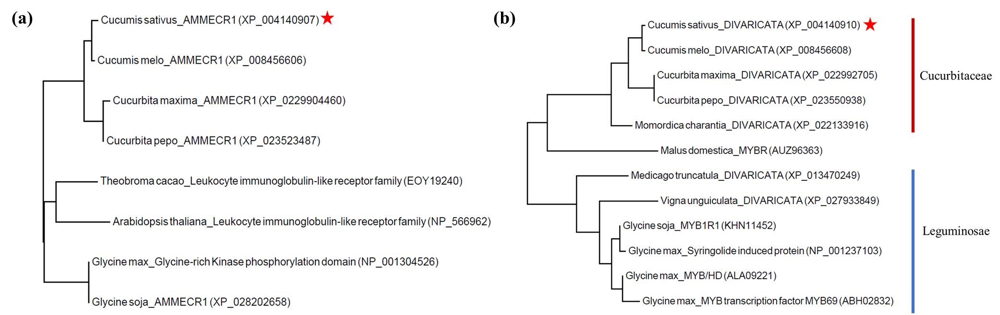 (a)
Cucumis sativus_AMMECR1 (XP_004140907)
Cucumis melo_AMMECR1 (XP_008456606)
Cucurbita maxima_AMMECR1 (XP_0229904460)
Cucurbita pepo_AMMECR1 (XP_023523487)
Theobroma cacao_Leukocyte immunoglobulin-like receptor family (EOY19240)
Arabidopsis thaliana_Leukocyte immunoglobulin-like receptor family (NP_566962)
Glycine max_Glycine-rich Kinase phosphorylation domain (NP_001304526)
Glycine soja_AMMECR1 (XP_028202658)
(b)
Cucumis sativus_DIVARICATA (XP_004140910)
Cucumis melo_DIVARICATA (XP_008456608)
Cucurbita maxima_DIVARICATA (XP_022992705)
Cucurbita pepo_DIVARICATA (XP_023550938)
Momordica charantia_DIVARICATA (XP_022133916)
Malus domestica_MYBR (AUZ96363)
Medicago truncatula_DIVARICATA (XP_013470249)
Vigna unguiculata_DIVARICATA (XP_027933849)
Glycine soja_MYB1R1 (KHN11452)
Glycine max_Syringolide induced protein (NP_001237103)
Glycine max_MYB/HD (ALA09221)
Glycine max_MYB transcription factor MYB69 (ABH02832)
Cucurbitaceae
Leguminosae